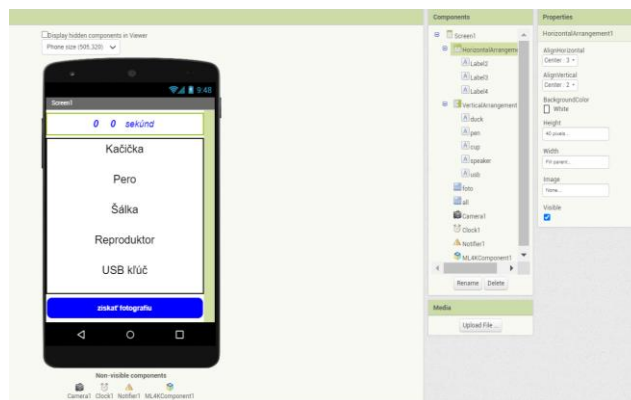 Display hidden components in Viewer
Phone size (505,320)
9:48
Screen1
0 0 sekúnd
Kačička
Pero
Šálka
Reproduktor
USB kľúč
získať fotografiu
Non-visible components
Camera1 Clock1 Notifier1 ML4KComponent1
Components
Screen1
HorizontalArrangeme
Label2
Label3
Label4
VerticalArrangement
duck
pen
cup
speaker
usb
foto
all
Camera1
Clock1
Notifier1
ML4KComponent1
Rename Delete
Media
Upload File ...
Properties
HorizontalArrangement1
AlignHorizontal
Center : 3
AlignVertical
Center : 2
BackgroundColor
White
Height
40 pixels...
Width
Fill parent...
Image
None...
Visible